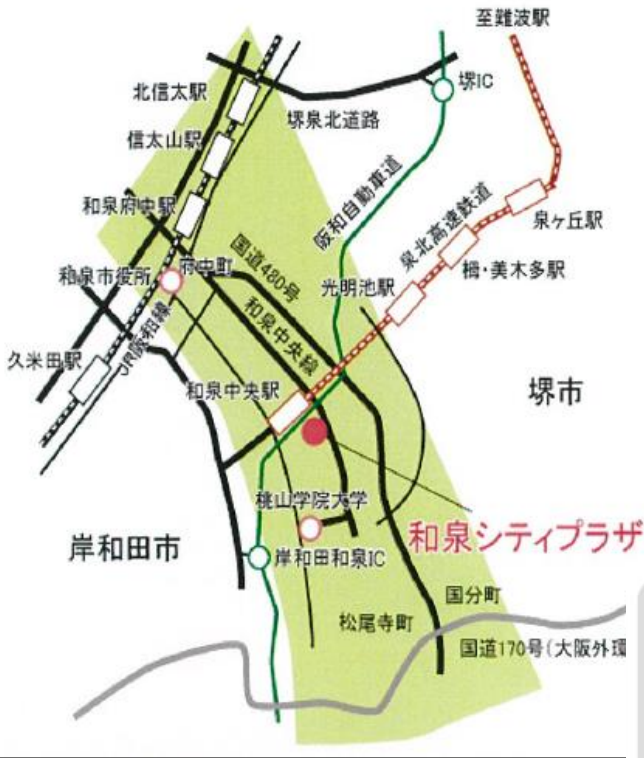 至難波駅
北信太駅
堺IC
堺泉北道路
信太山駅
阪和自動車道
泉北高速鉄道
和泉府中駅
泉ヶ丘駅
国道480号
栂・美木多駅
和泉市役所
府中町
光明池駅
和泉中央線
JR阪和線
久米田駅
和泉中央駅
堺市
桃山学院大学
和泉シティプラザ
岸和田市
岸和田和泉IC
国分町
松尾寺町
国道170号(大阪外環